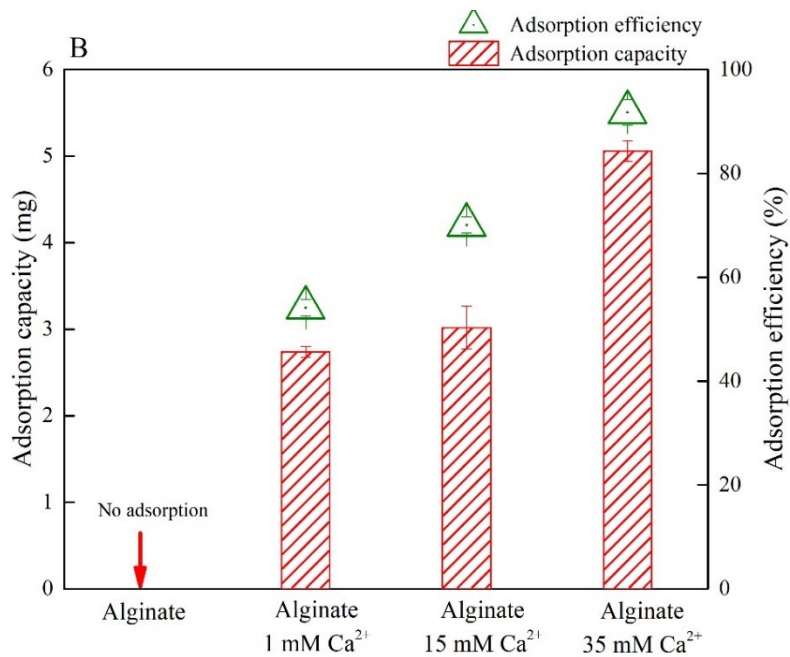 B
Adsorption efficiency
Adsorption capacity
Adsorption capacity (mg)
6
5
4
3
2
1
0
No adsorption
100
80
60
40
20
0
Adsorption efficiency (%)
Alginate
Alginate
1 mM Ca²⁺
Alginate
15 mM Ca²⁺
Alginate
35 mM Ca²⁺